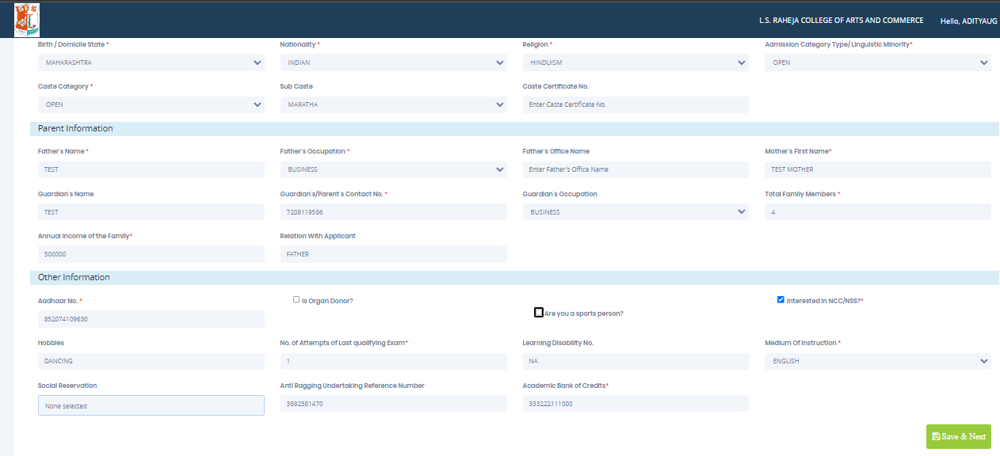 SES
L.S. RAHEJA COLLEGE OF ARTS AND COMMERCE Hello, ADITYAUG
Birth / Domicile State * Nationality * Religion * Admission Category Type/ Linguistic Minority*
MAHARASHTRA INDIAN HINDUISM OPEN
Caste Category * Sub Caste Caste Certificate No.
OPEN MARATHA Enter Caste Certificate No.
Parent Information
Father's Name * Father's Occupation * Father's Office Name Mother's First Name*
TEST BUSINESS Enter Father's Office Name TEST MOTHER
Guardian's Name Guardian's/Parent's Contact No. * Guardian's Occupation Total Family Members *
TEST 7208119586 BUSINESS 4
Annual Income of the Family* Relation With Applicant
500000 FATHER
Other Information
Aadhaar No. * Is Organ Donor? Are you a sports person? Interested in NCC/NSS?*
852074109630
Hobbies No. of Attempts of Last qualifying Exam* Learning Disability No. Medium Of Instruction *
DANCING 1 NA ENGLISH
Social Reservation Anti Ragging Undertaking Reference Number Academic Bank of Credits*
None selected 3692581470 333222111000
Save & Next